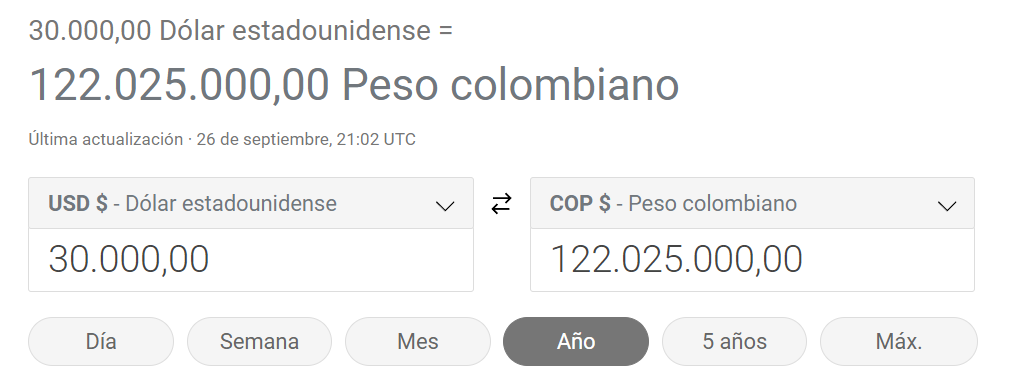 30.000,00 Dólar estadounidense =
122.025.000,00 Peso colombiano
Última actualización · 26 de septiembre, 21:02 UTC
USD $ - Dólar estadounidense
COP $ - Peso colombiano
30.000,00
122.025.000,00
Día Semana Mes Año 5 años Máx.